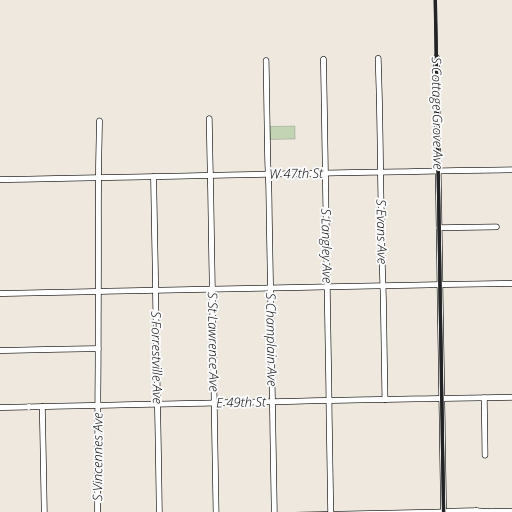 S Cottage Grove Ave
W 47th St
S Langley Ave
S Evans Ave
S Forrestville Ave
S St Lawrence Ave
S Champlain Ave
E 49th St
S Vincennes Ave